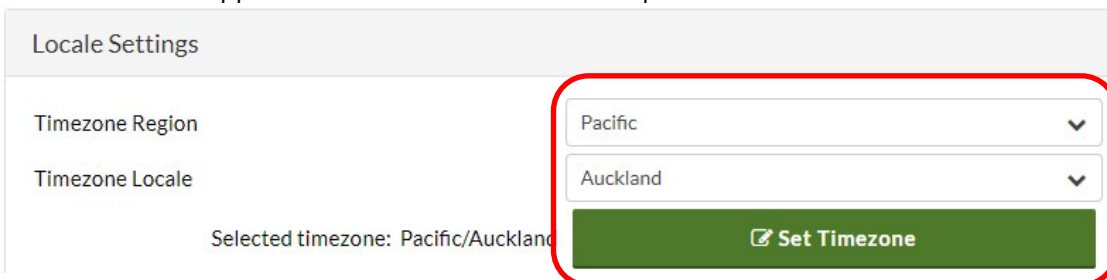 Locale Settings
Timezone Region Pacific
Timezone Locale Auckland
Selected timezone: Pacific/Auckland Set Timezone